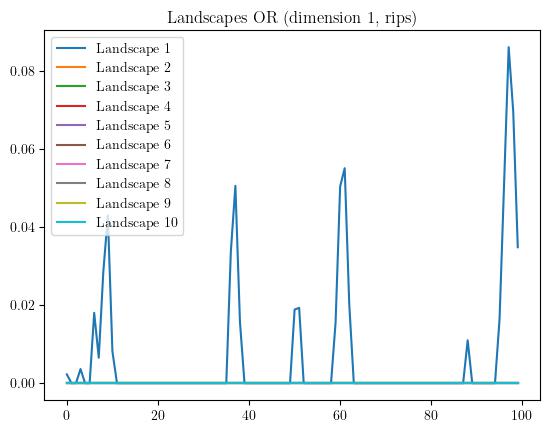 Landscapes OR (dimension 1, rips)
Landscape 1
Landscape 2
Landscape 3
Landscape 4
Landscape 5
Landscape 6
Landscape 7
Landscape 8
Landscape 9
Landscape 10
0.08
0.06
0.04
0.02
0.00
0 20 40 60 80 100